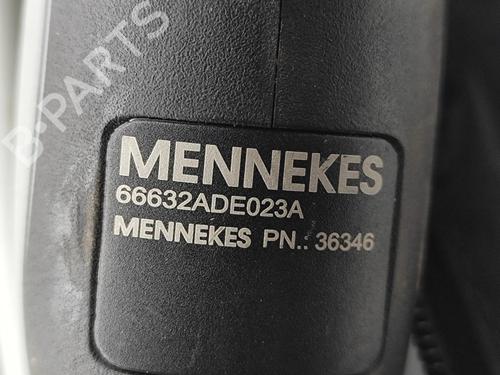 B-PARTS
MENNEKES
66632ADE023A
MENNEKES PN.: 36346